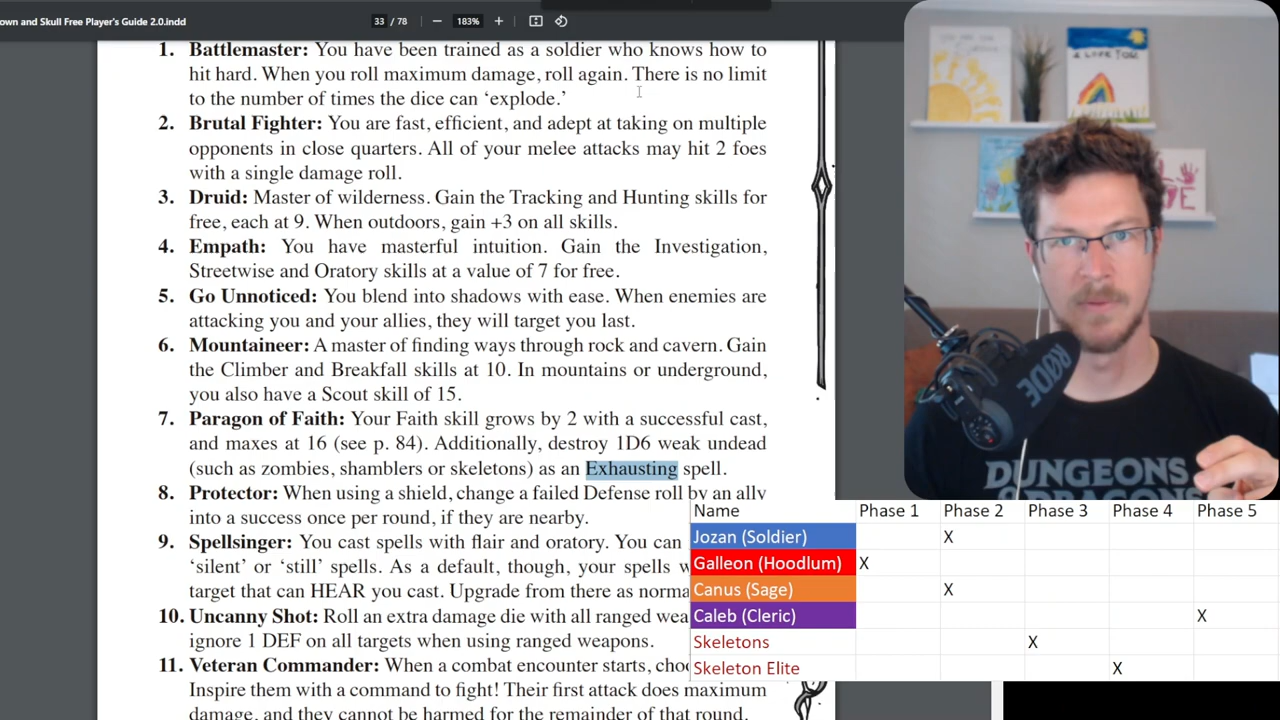 own and Skull Free Player's Guide 2.0.indd
33 / 78
183%
1. Battlemaster: You have been trained as a soldier who knows how to
hit hard. When you roll maximum damage, roll again. There is no limit
to the number of times the dice can ‘explode.’
2. Brutal Fighter: You are fast, efficient, and adept at taking on multiple
opponents in close quarters. All of your melee attacks may hit 2 foes
with a single damage roll.
3. Druid: Master of wilderness. Gain the Tracking and Hunting skills for
free, each at 9. When outdoors, gain +3 on all skills.
4. Empath: You have masterful intuition. Gain the Investigation,
Streetwise and Oratory skills at a value of 7 for free.
5. Go Unnoticed: You blend into shadows with ease. When enemies are
attacking you and your allies, they will target you last.
6. Mountaineer: A master of finding ways through rock and cavern. Gain
the Climber and Breakfall skills at 10. In mountains or underground,
you also have a Scout skill of 15.
7. Paragon of Faith: Your Faith skill grows by 2 with a successful cast,
and maxes at 16 (see p. 84). Additionally, destroy 1D6 weak undead
(such as zombies, shamblers or skeletons) as an Exhausting spell.
8. Protector: When using a shield, change a failed Defense roll by an ally
into a success once per round, if they are nearby.
9. Spellsinger: You cast spells with flair and oratory. You can
‘silent’ or ‘still’ spells. As a default, though, your spells w
target that can HEAR you cast. Upgrade from there as norma
10. Uncanny Shot: Roll an extra damage die with all ranged wea
ignore 1 DEF on all targets when using ranged weapons.
11. Veteran Commander: When a combat encounter starts, choo
Inspire them with a command to fight! Their first attack does maximum
damage, and they cannot be harmed for the remainder of that round.
RØDE
DUNGEONS
& DRAGONS
Name Phase 1 Phase 2 Phase 3 Phase 4 Phase 5
Jozan (Soldier) X
Galleon (Hoodlum) X
Canus (Sage) X
Caleb (Cleric) X
Skeletons X
Skeleton Elite X